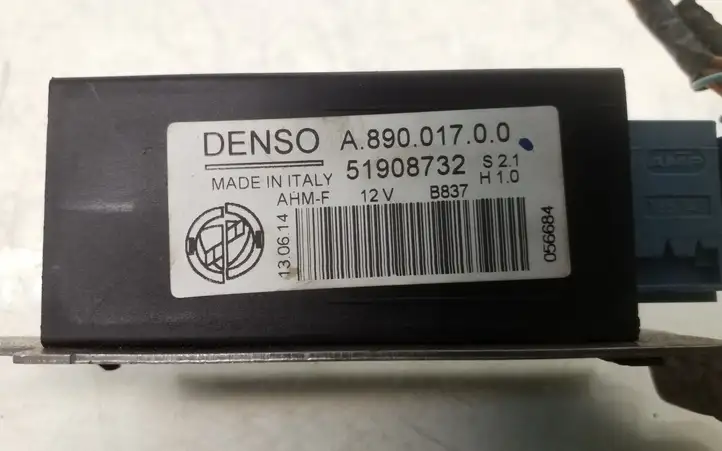 DENSO A.890.017.0.0
MADE IN ITALY 51908732 S 2.1
H 1.0
AHM-F 12 V B837
13.06.14
056684
AMP